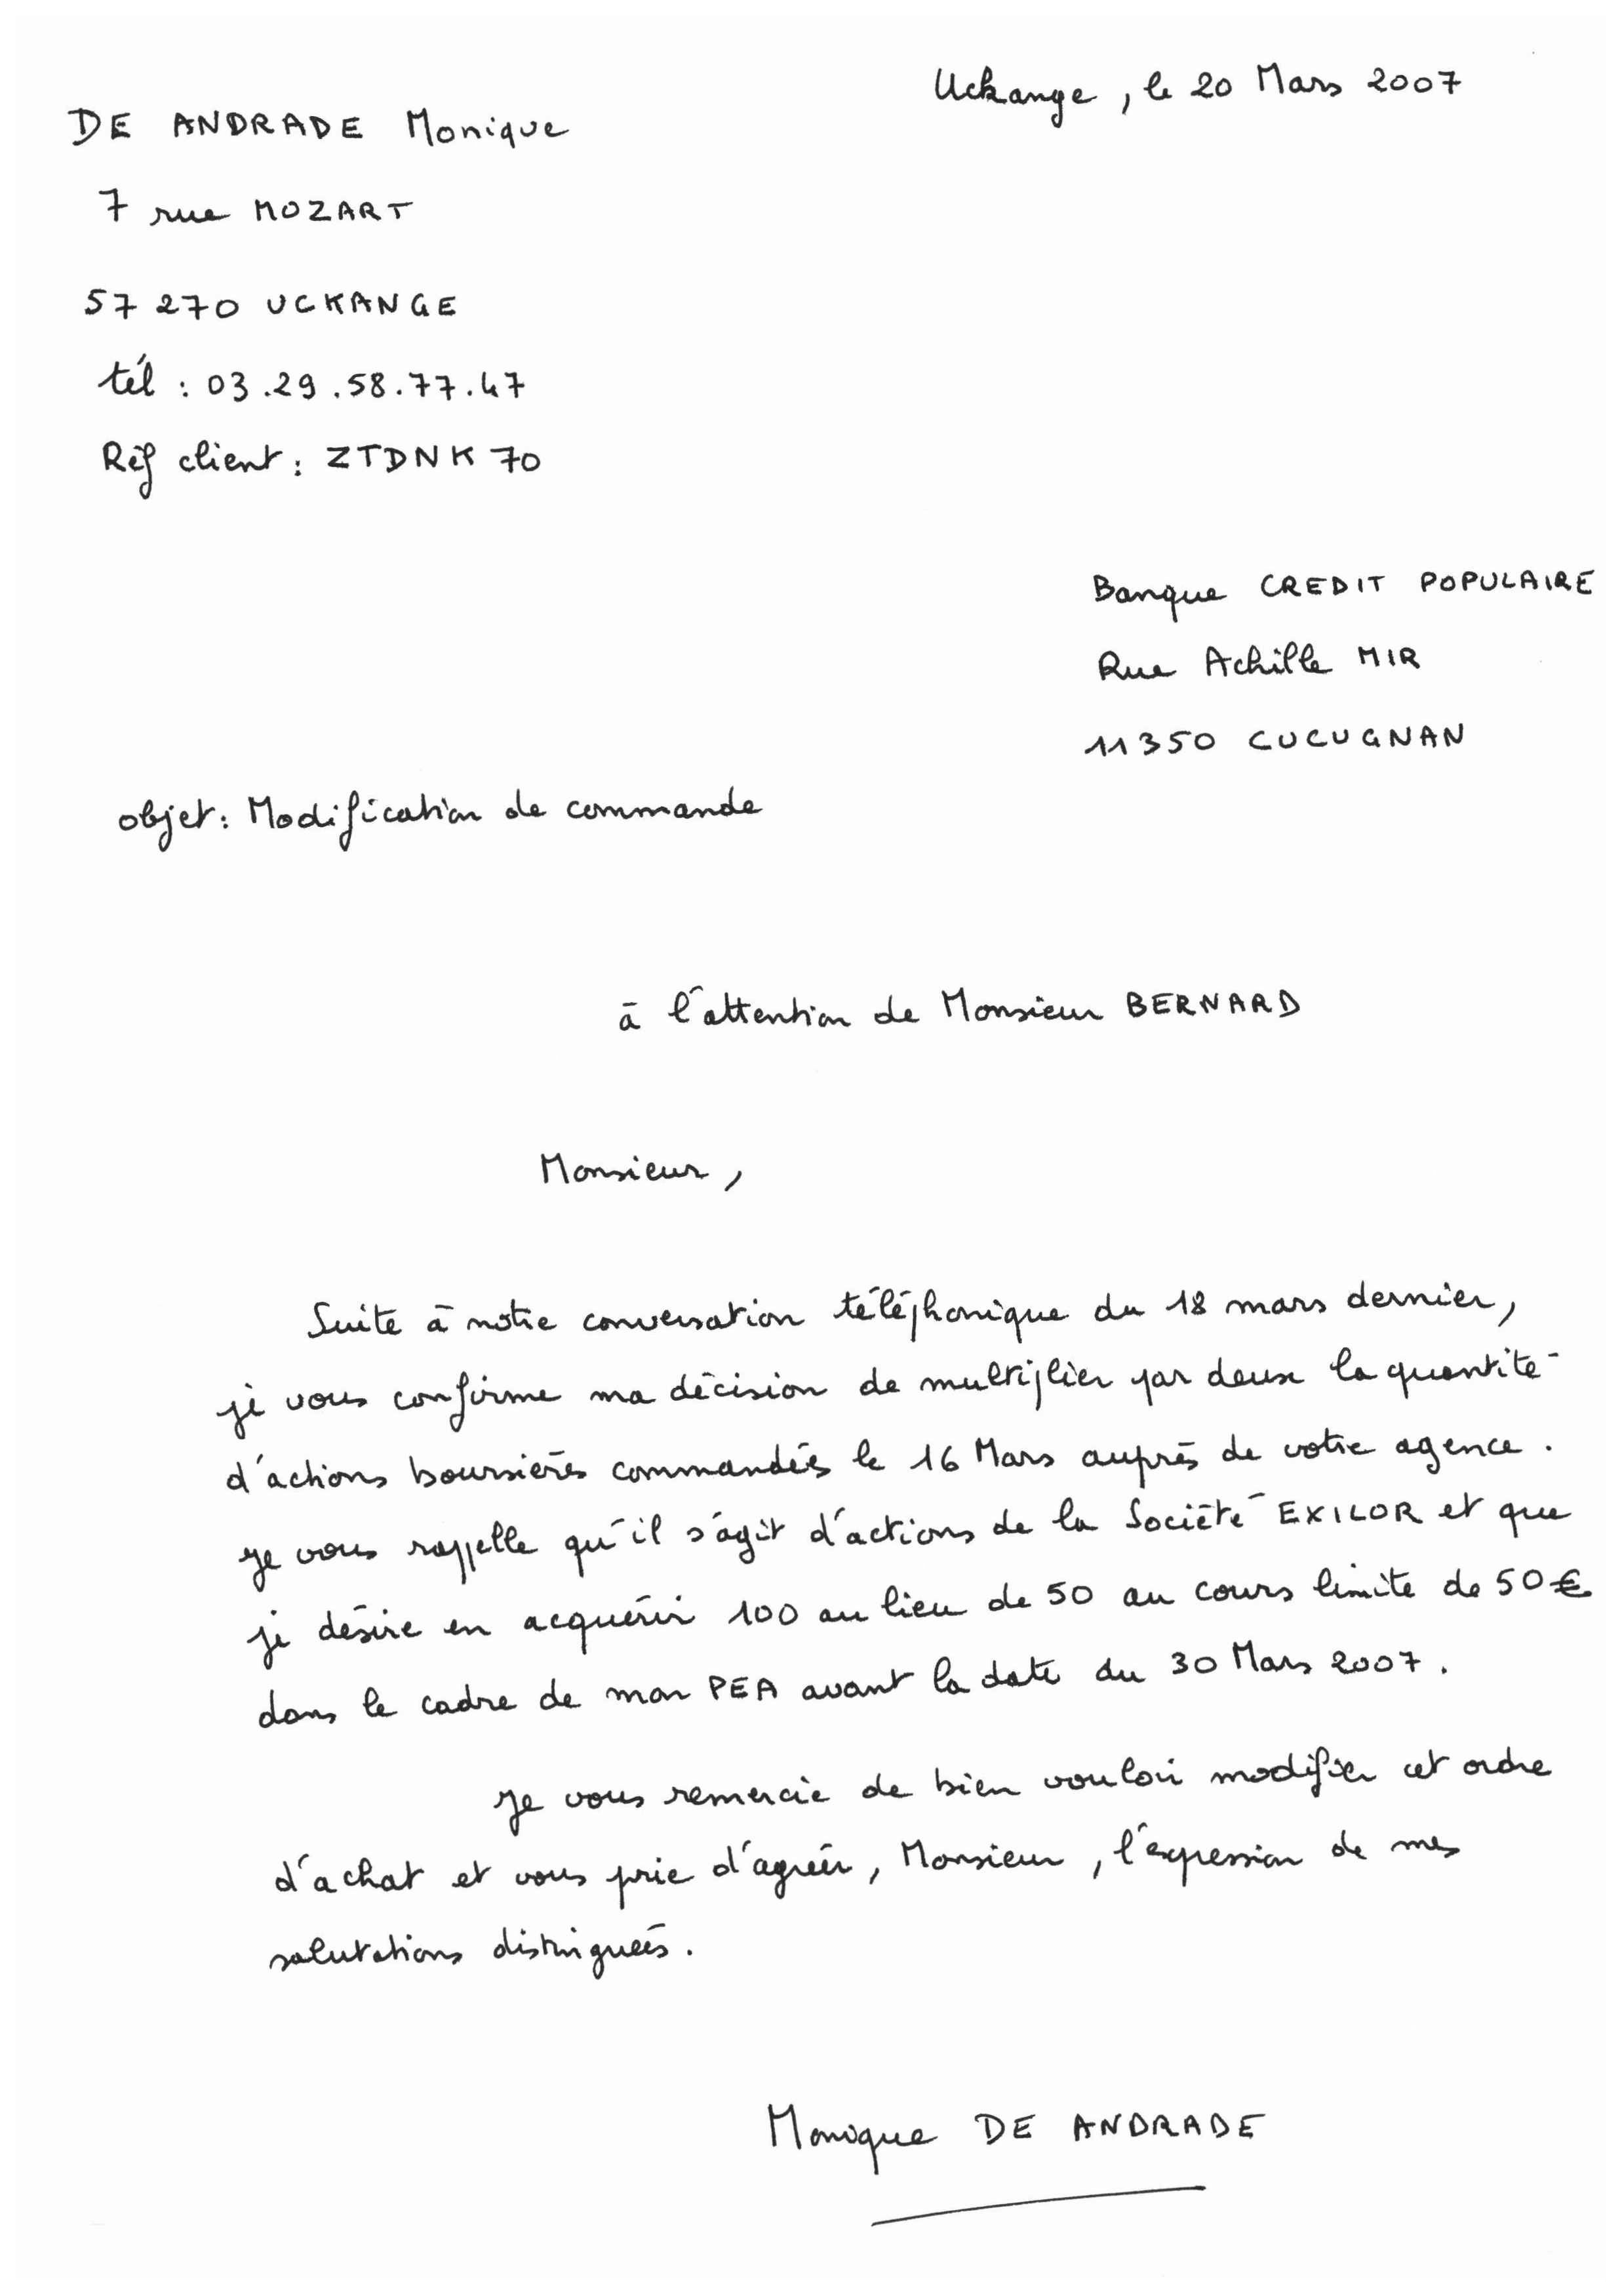 Uckange, le 20 Mars 2007
DE ANDRADE Monique
7 rue MOZART
57 270 UCKANGE
tél : 03.29.58.77.47
Réf client : ZTDNK 70
Banque CREDIT POPULAIRE
Rue Achille MIR
11350 CUCUGNAN
objet : Modification de commande
à l'attention de Monsieur BERNARD
Monsieur,
Suite à notre conversation téléphonique du 18 mars dernier,
je vous confirme ma décision de multiplier par deux la quantité
d'actions boursières commandées le 16 Mars auprès de votre agence.
Je vous rappelle qu'il s'agit d'actions de la Société EXILOR et que
je désire en acquérir 100 au lieu de 50 au cours limite de 50€
dans le cadre de mon PEA avant la date du 30 Mars 2007.
Je vous remercie de bien vouloir modifier cet ordre
d'achat et vous prie d'agréer, Monsieur, l'expression de mes
salutations distinguées.
Monique DE ANDRADE